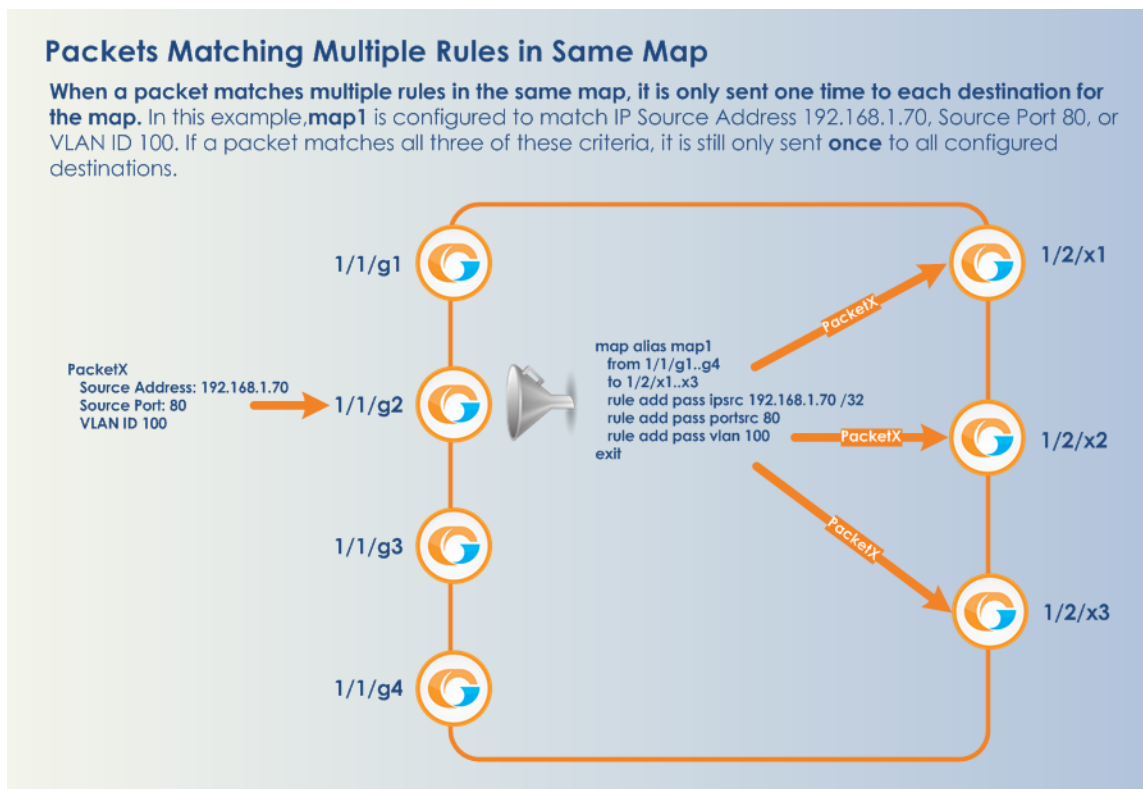 Packets Matching Multiple Rules in Same Map
When a packet matches multiple rules in the same map, it is only sent one time to each destination for
the map. In this example,map1 is configured to match IP Source Address 192.168.1.70, Source Port 80, or
VLAN ID 100. If a packet matches all three of these criteria, it is still only sent once to all configured
destinations.
1/1/g1
1/2/x1
PacketX
map alias map1
from 1/1/g1..g4
to 1/2/x1..x3
rule add pass ipsrc 192.168.1.70 /32
rule add pass portsrc 80
rule add pass vlan 100
exit
PacketX
Source Address: 192.168.1.70
Source Port: 80
VLAN ID 100
1/1/g2
PacketX
1/2/x2
PacketX
1/1/g3
1/2/x3
1/1/g4